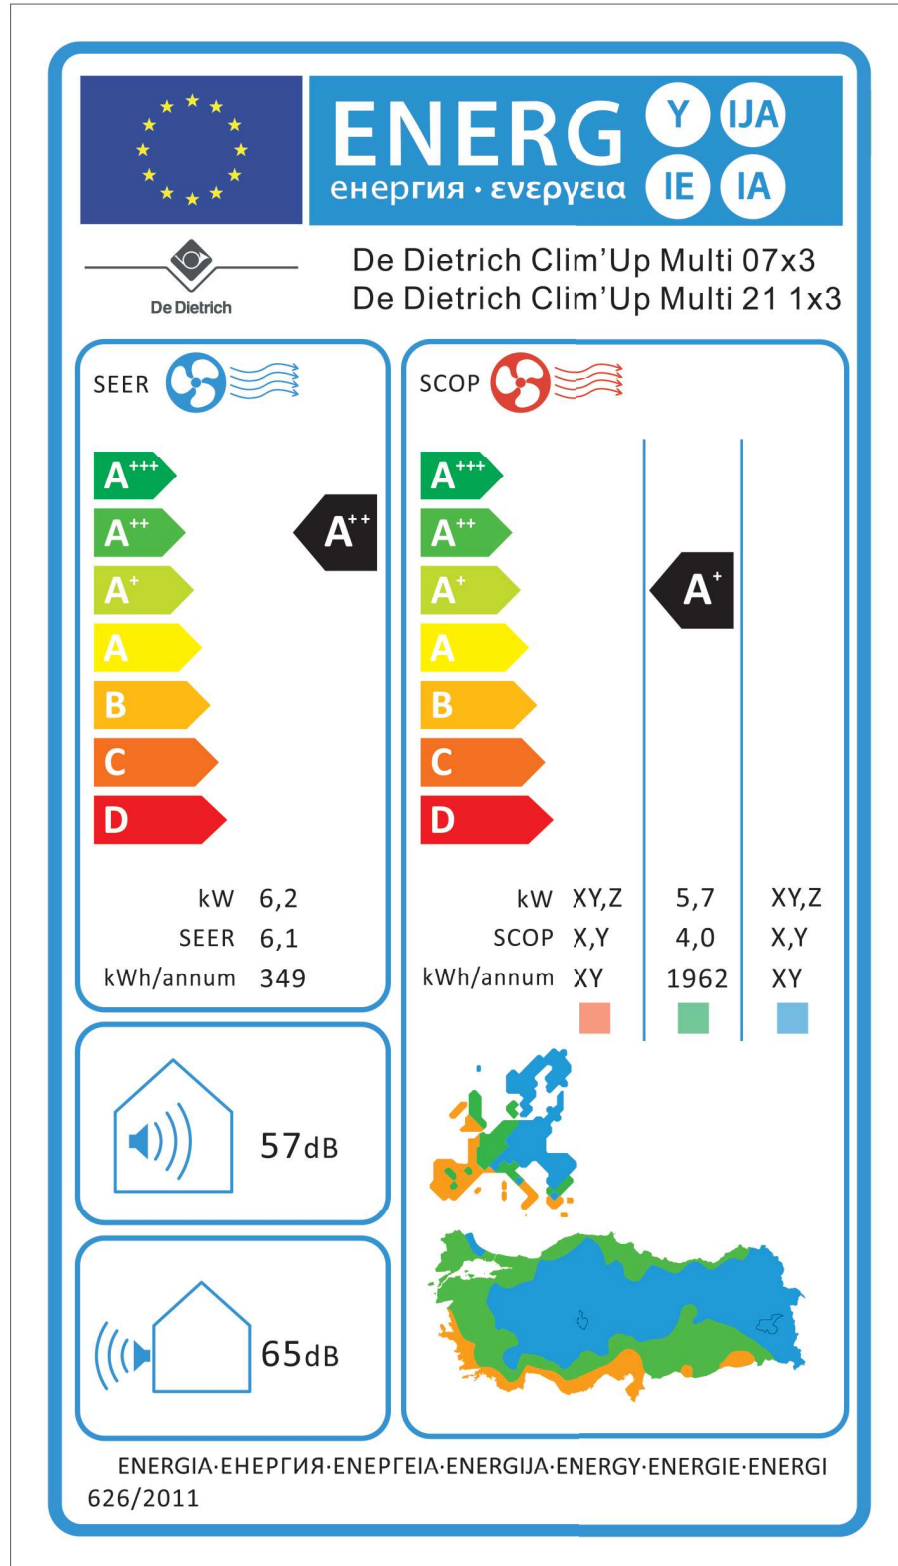 ENERG Y IJA
енергия · ενεργεια IE IA
De Dietrich
De Dietrich Clim’Up Multi 07x3
De Dietrich Clim’Up Multi 21 1x3
SEER
A+++
A++
A++
A+
A
B
C
D
kW 6,2
SEER 6,1
kWh/annum 349
SCOP
A+++
A++
A+
A+
A
B
C
D
kW XY,Z 5,7 XY,Z
SCOP X,Y 4,0 X,Y
kWh/annum XY 1962 XY
57dB
65dB
ENERGIA·ЕНЕРГИЯ·ΕΝΕΡΓΕΙΑ·ENERGIJA·ENERGY·ENERGIE·ENERGI
626/2011